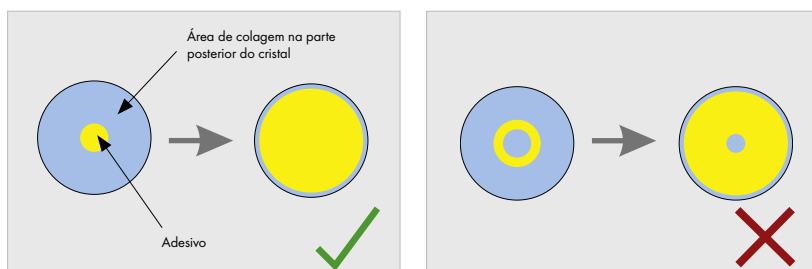 Área de colagem na parte
posterior do cristal
Adesivo